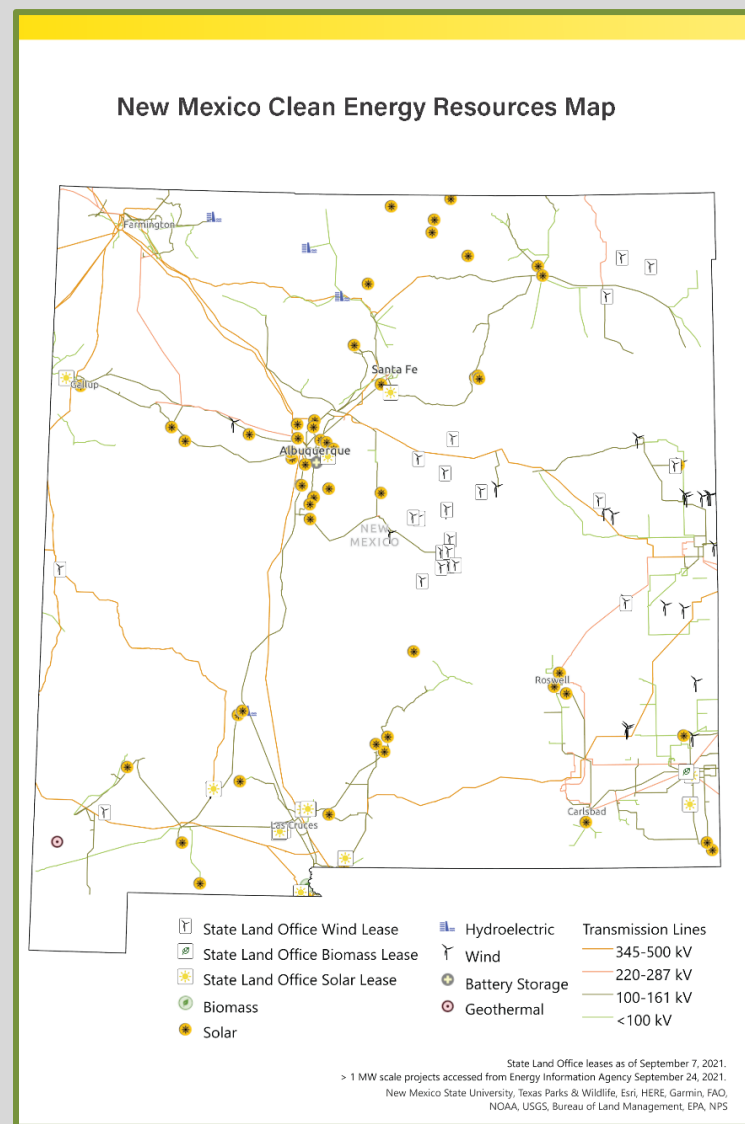 New Mexico Clean Energy Resources Map
Farmington
Gallup
Santa Fe
Albuquerque
NEW
MEXICO
Roswell
Carlsbad
Las Cruces
State Land Office Wind Lease
State Land Office Biomass Lease
State Land Office Solar Lease
Biomass
Solar
Hydroelectric
Wind
Battery Storage
Geothermal
Transmission Lines
345-500 kV
220-287 kV
100-161 kV
<100 kV
State Land Office leases as of September 7, 2021.
> 1 MW scale projects accessed from Energy Information Agency September 24, 2021.
New Mexico State University, Texas Parks & Wildlife, Esri, HERE, Garmin, FAO,
NOAA, USGS, Bureau of Land Management, EPA, NPS